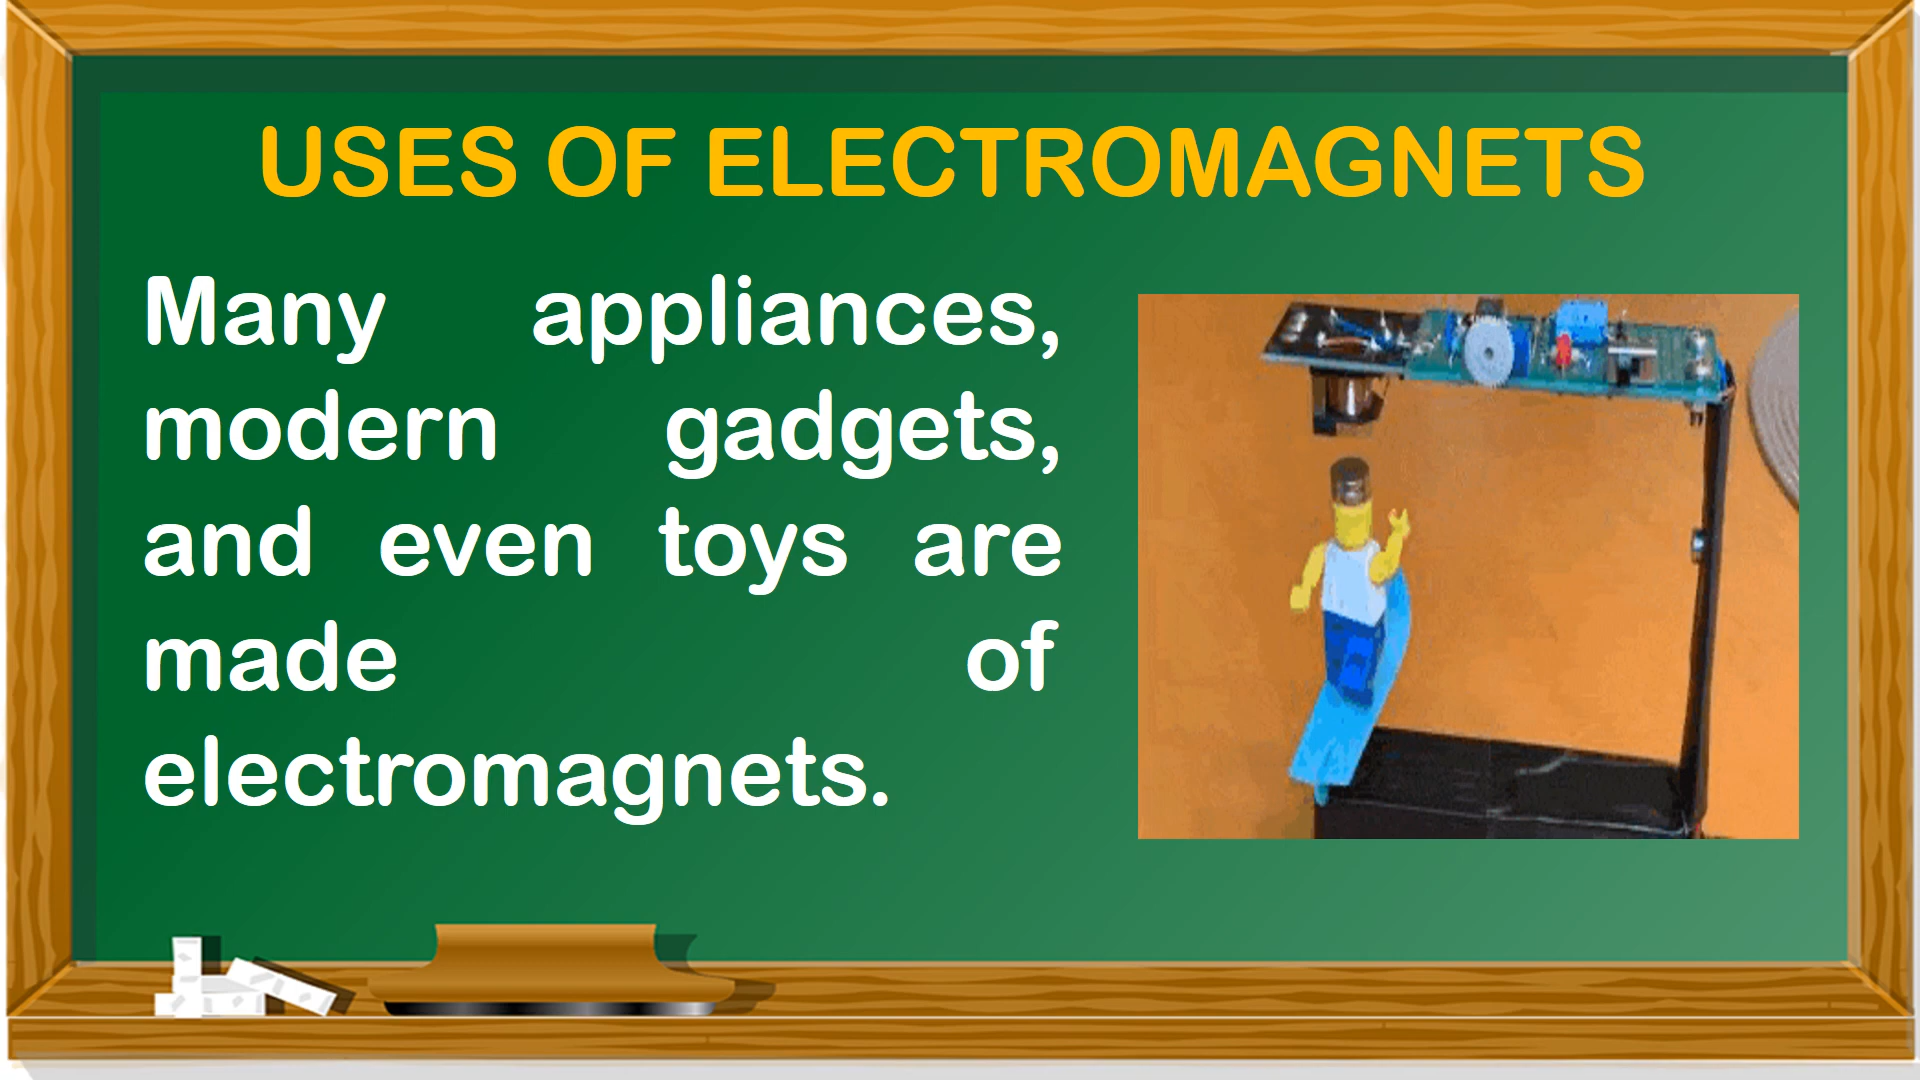 USES OF ELECTROMAGNETS
Many appliances,
modern gadgets,
and even toys are
made of
electromagnets.